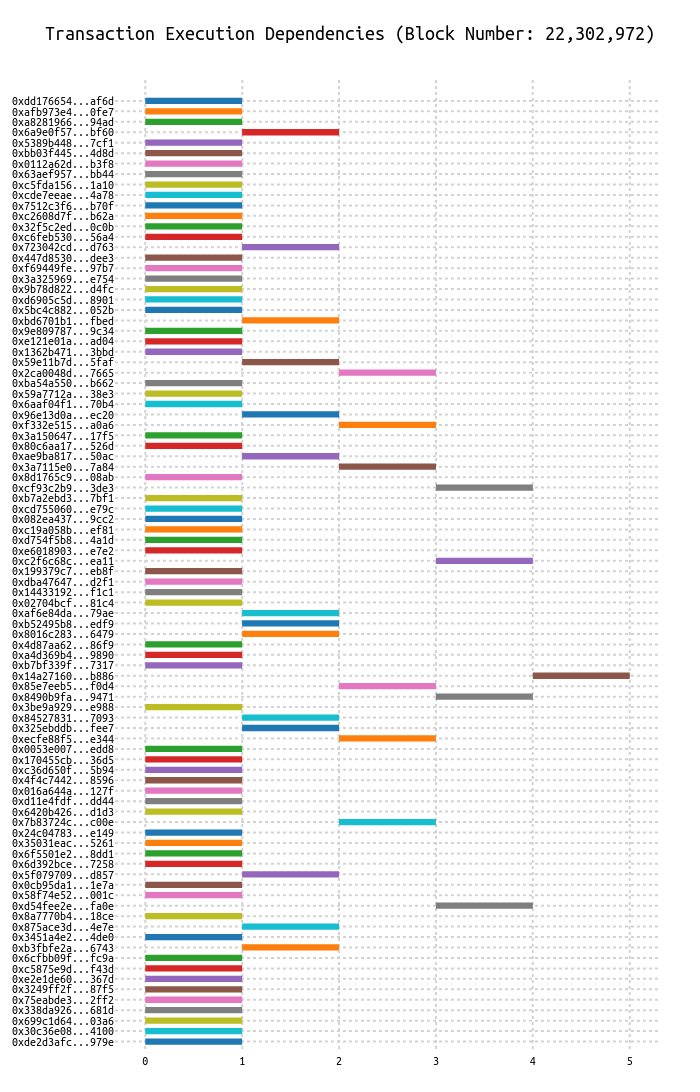 Transaction Execution Dependencies (Block Number: 22,302,972)
0xdd176654...af6d
0xafb973e4...0fe7
0xa8281966...94ad
0x6a9e0f57...bf60
0x5389b448...7cf1
0xbb03f445...4d8d
0x0112a62d...b3f8
0x63aef957...bb44
0xc5fda156...1a10
0xcde7eeae...4a78
0x7512c3f6...b70f
0xc2608d7f...b62a
0x32f5c2ed...0c0b
0xc6feb530...56a4
0x723042cd...d763
0x447d8530...dee3
0xf69449fe...97b7
0x3a325969...e754
0x9b78d822...d4fc
0xd6905c5d...8901
0x5bc4c882...052b
0xbd6701b1...fbed
0x9e809787...9c34
0xe121e01a...ad04
0x1362b471...3bbd
0x59e11b7d...5faf
0x2ca0048d...7665
0xba54a550...b662
0x59a7712a...38e3
0x6aaf04f1...70b4
0x96e13d0a...ec20
0xf332e515...a0a6
0x3a150647...17f5
0x80c6aa17...526d
0xae9ba817...50ac
0x3a7115e0...7a84
0x8d1765c9...08ab
0xcf93c2b9...3de3
0xb7a2ebd3...7bf1
0xcd755060...e79c
0x082ea437...9cc2
0xc19a058b...ef81
0xd754f5b8...4a1d
0xe6018903...e7e2
0xc2f6c68c...ea11
0x199379c7...eb8f
0xdba47647...d2f1
0x14433192...f1c1
0x02704bcf...81c4
0xaf6e84da...79ae
0xb52495b8...edf9
0x8016c283...6479
0x4d87aa62...86f9
0xa4d369b4...9890
0xb7bf339f...7317
0x14a27160...b886
0x85e7eeb5...f0d4
0x8490b9fa...9471
0x3be9a929...e988
0x84527831...7093
0x325ebddb...fee7
0xecfe88f5...e344
0x0053e007...edd8
0x170455cb...36d5
0xc36d650f...5b94
0x4f4c7442...8596
0x016a644a...127f
0xd11e4fdf...dd44
0x6420b426...d1d3
0x7b83724c...c00e
0x24c04783...e149
0x35031eac...5261
0x6f5501e2...8dd1
0x6d392bce...7258
0x5f079709...d857
0x0cb95da1...1e7a
0x58f74e52...001c
0xd54fee2e...fa0e
0x8a7770b4...18ce
0x875ace3d...4e7e
0x3451a4e2...4de0
0xb3fbfe2a...6743
0x6cfbb09f...fc9a
0xc5875e9d...f43d
0xe2e1de60...367d
0x3249ff2f...87f5
0x75eabde3...2ff2
0x338da926...681d
0x699c1d64...03a6
0x30c36e08...4100
0xde2d3afc...979e
0 1 2 3 4 5